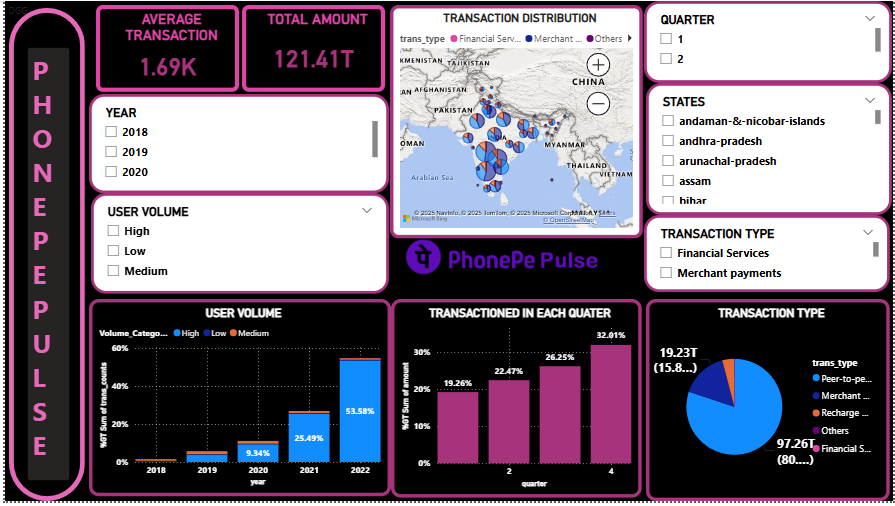 PHONEPEPULSE
AVERAGE
TRANSACTION
1.69K
TOTAL AMOUNT
121.41T
YEAR
2018
2019
2020
USER VOLUME
High
Low
Medium
TRANSACTION DISTRIBUTION
trans_type Financial Serv... Merchant ... Others
KMENISTAN TAJIKISTAN
CHINA
AFGHANISTAN
PAKISTAN
OMAN
MYANMAR
THAILAND
VIETNAM
Arabian Sea
© 2025 NavInfo, © 2025 TomTom, © 2025 Microsoft Corporation
Microsoft Bing
© OpenStreetMap
पे PhonePe Pulse
QUARTER
1
2
STATES
andaman-&-nicobar-islands
andhra-pradesh
arunachal-pradesh
assam
bihar
TRANSACTION TYPE
Financial Services
Merchant payments
USER VOLUME
Volume_Catego... High Low Medium
%GT Sum of trans_counts
60%
40%
20%
0%
9.34%
25.49%
53.58%
2018 2019 2020 2021 2022
year
TRANSACTIONED IN EACH QUATER
%GT Sum of amount
30%
20%
10%
0%
19.26%
22.47%
26.25%
32.01%
2 4
quarter
TRANSACTION TYPE
19.23T
(15.8...)
97.26T
(80....)
trans_type
Peer-to-pe...
Merchant ...
Recharge ...
Others
Financial S...